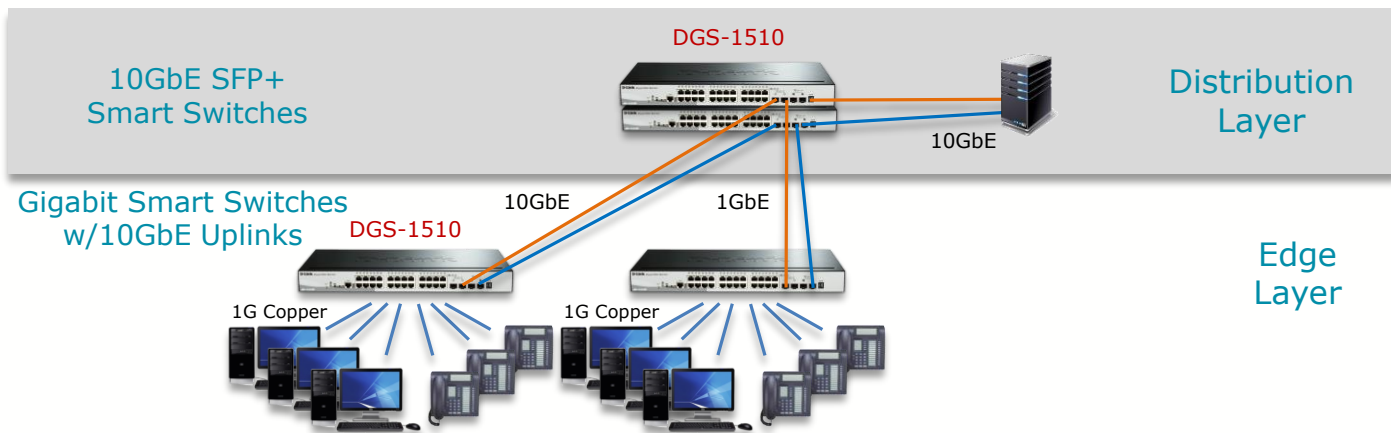 DGS-1510
10GbE SFP+
Smart Switches
Distribution
Layer
10GbE
Gigabit Smart Switches
w/10GbE Uplinks
10GbE
1GbE
DGS-1510
Edge
Layer
1G Copper
1G Copper